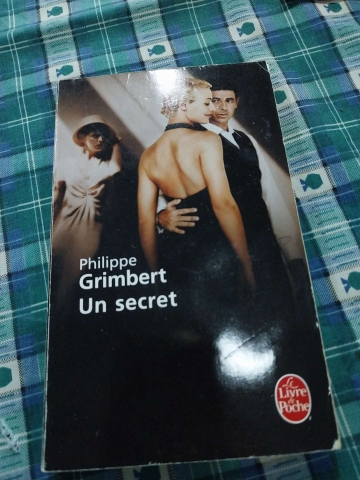 Philippe
Grimbert
Un secret
Le
Livre
de
Poche